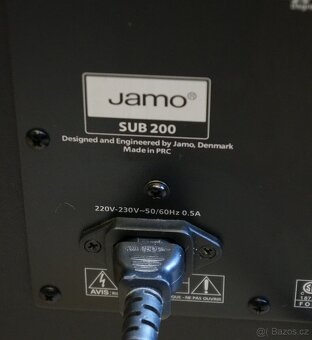 Jamo®
SUB 200
Designed and Engineered by Jamo, Denmark
Made in PRC
220V-230V~50/60Hz 0.5A
AVIS:
- NE PAS OUVRIR
Bazoš.cz